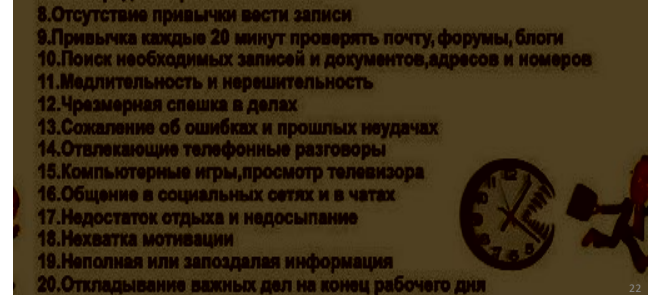 8.Отсутствие привычки вести записи
9.Привычка каждые 20 минут проверять почту, форумы, блоги
10.Поиск необходимых записей и документов,адресов и номеров
11.Медлительность и нерешительность
12.Чрезмерная спешка в делах
13.Сожаление об ошибках и прошлых неудачах
14.Отвлекающие телефонные разговоры
15.Компьютерные игры,просмотр телевизора
16.Общение в социальных сетях и в чатах
17.Недостаток отдыха и недосыпание
18.Нехватка мотивации
19.Неполная или запоздалая информация
20.Откладывание важных дел на конец рабочего дня
22